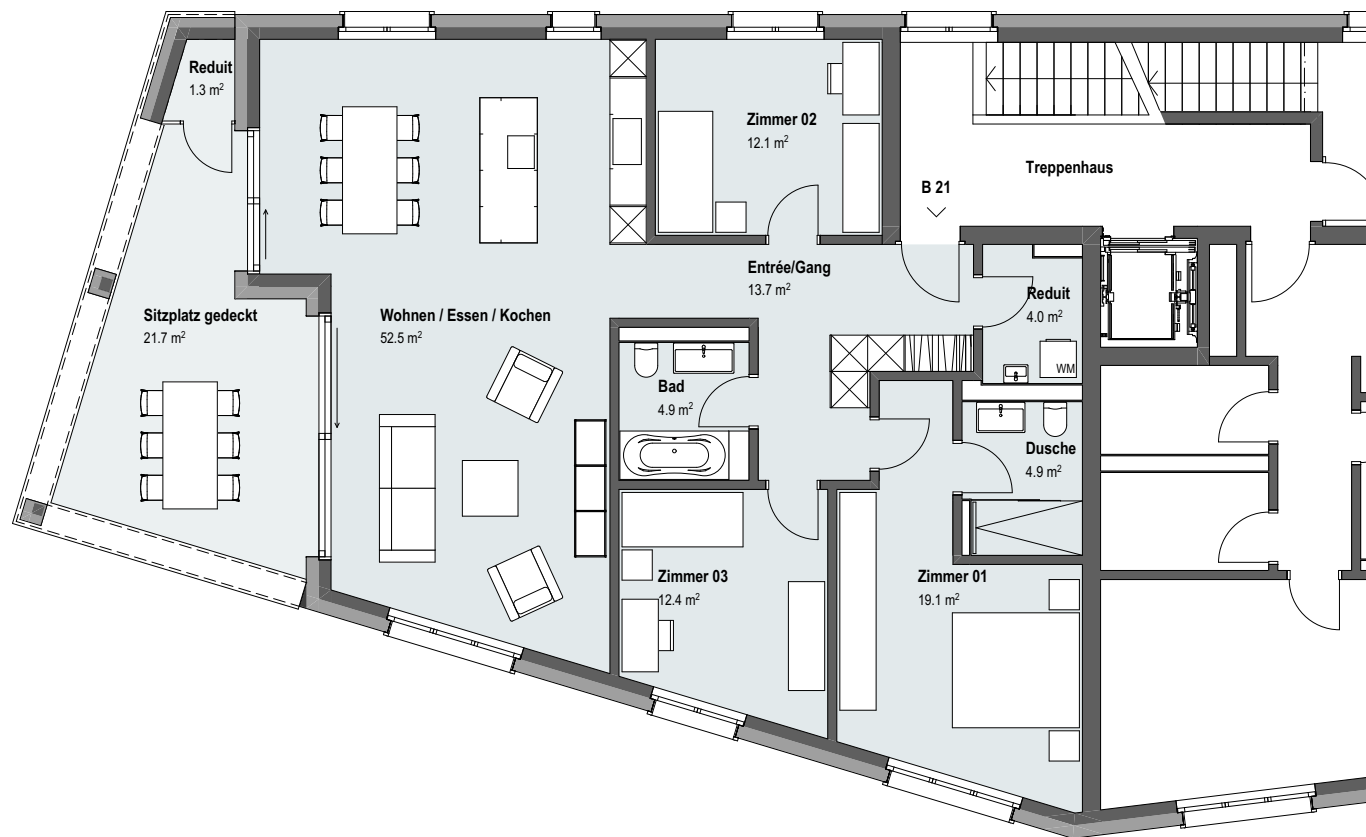 Reduit
1.3 m²
Zimmer 02
12.1 m²
Treppenhaus
B 21
Entrée/Gang
13.7 m²
Reduit
4.0 m²
Sitzplatz gedeckt
21.7 m²
Wohnen / Essen / Kochen
52.5 m²
WM
Bad
4.9 m²
Dusche
4.9 m²
Zimmer 03
12.4 m²
Zimmer 01
19.1 m²